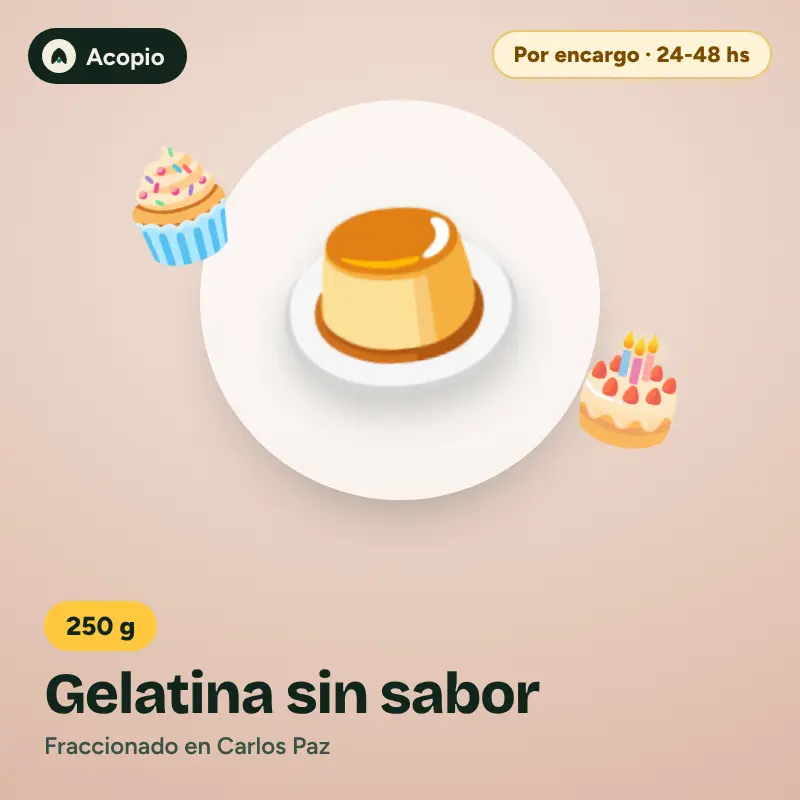 Acopio
Por encargo · 24-48 hs
250 g
Gelatina sin sabor
Fraccionado en Carlos Paz